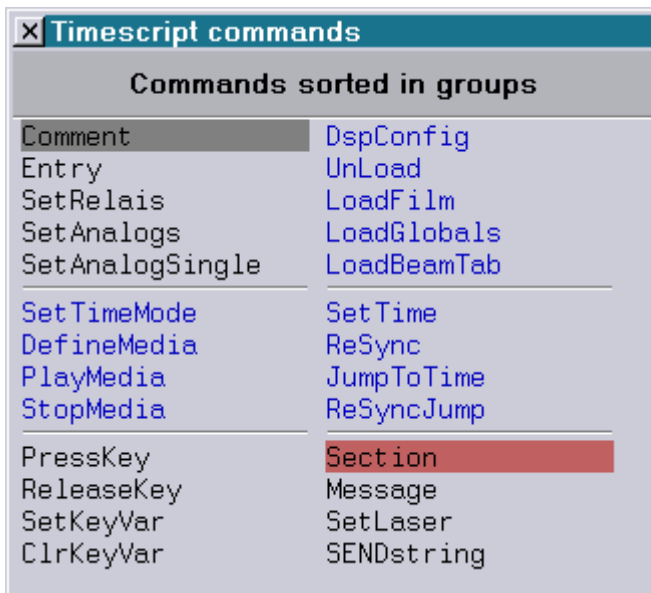 Timescript commands
Commands sorted in groups
Comment DspConfig
Entry UnLoad
SetRelais LoadFilm
SetAnalogs LoadGlobals
SetAnalogSingle LoadBeamTab
SetTimeMode SetTime
DefineMedia ReSync
PlayMedia JumpToTime
StopMedia ReSyncJump
PressKey Section
ReleaseKey Message
SetKeyVar SetLaser
ClrKeyVar SENDstring